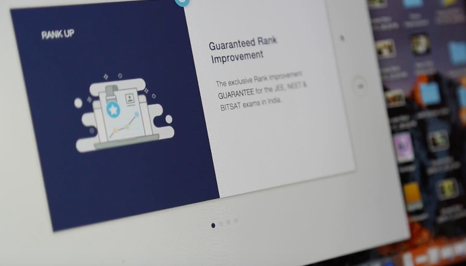 RANK UP
Guaranteed Rank
Improvement
The exclusive Rank Improvement
GUARANTEE for the JEE, NEET &
BITSAT exams in India.